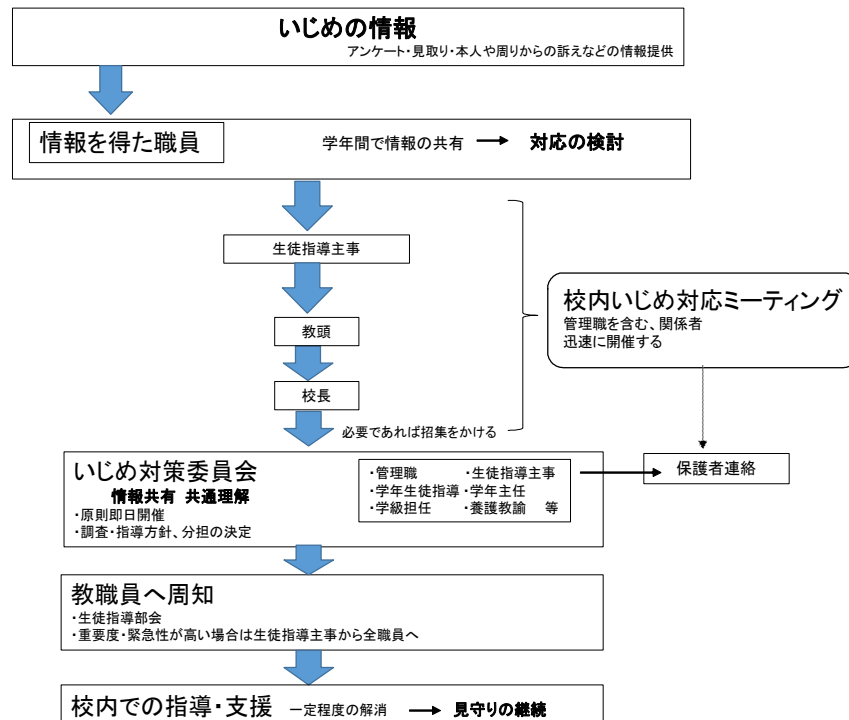 いじめの情報
アンケート・見取り・本人や周りからの訴えなどの情報提供
情報を得た職員 学年間で情報の共有 → 対応の検討
生徒指導主事
教頭
校長
必要であれば招集をかける
校内いじめ対応ミーティング
管理職を含む、関係者
迅速に開催する
いじめ対策委員会
情報共有 共通理解
・原則即日開催
・調査・指導方針、分担の決定
・管理職 ・生徒指導主事
・学年生徒指導 ・学年主任
・学級担任 ・養護教諭 等
保護者連絡
教職員へ周知
・生徒指導部会
・重要度・緊急性が高い場合は生徒指導主事から全職員へ
校内での指導・支援 一定程度の解消 → 見守りの継続